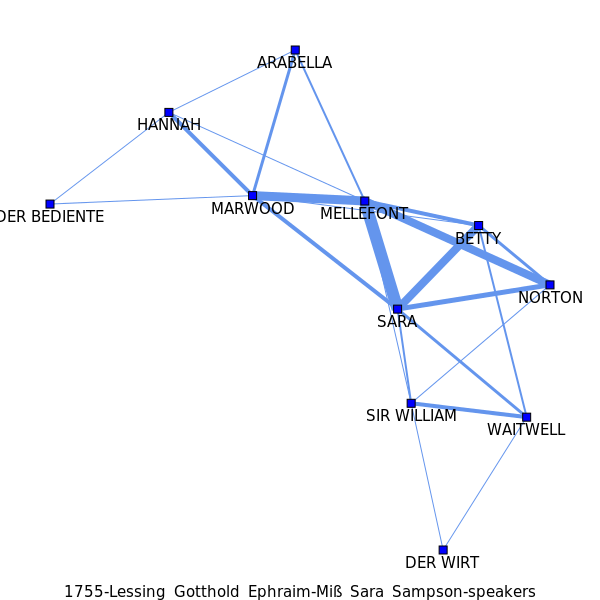 ARABELLA
HANNAH
DER BEDIENTE
MARWOOD
MELLEFONT
BETTY
NORTON
SARA
SIR WILLIAM
WAITWELL
DER WIRT
1755-Lessing Gotthold Ephraim-Miß Sara Sampson-speakers